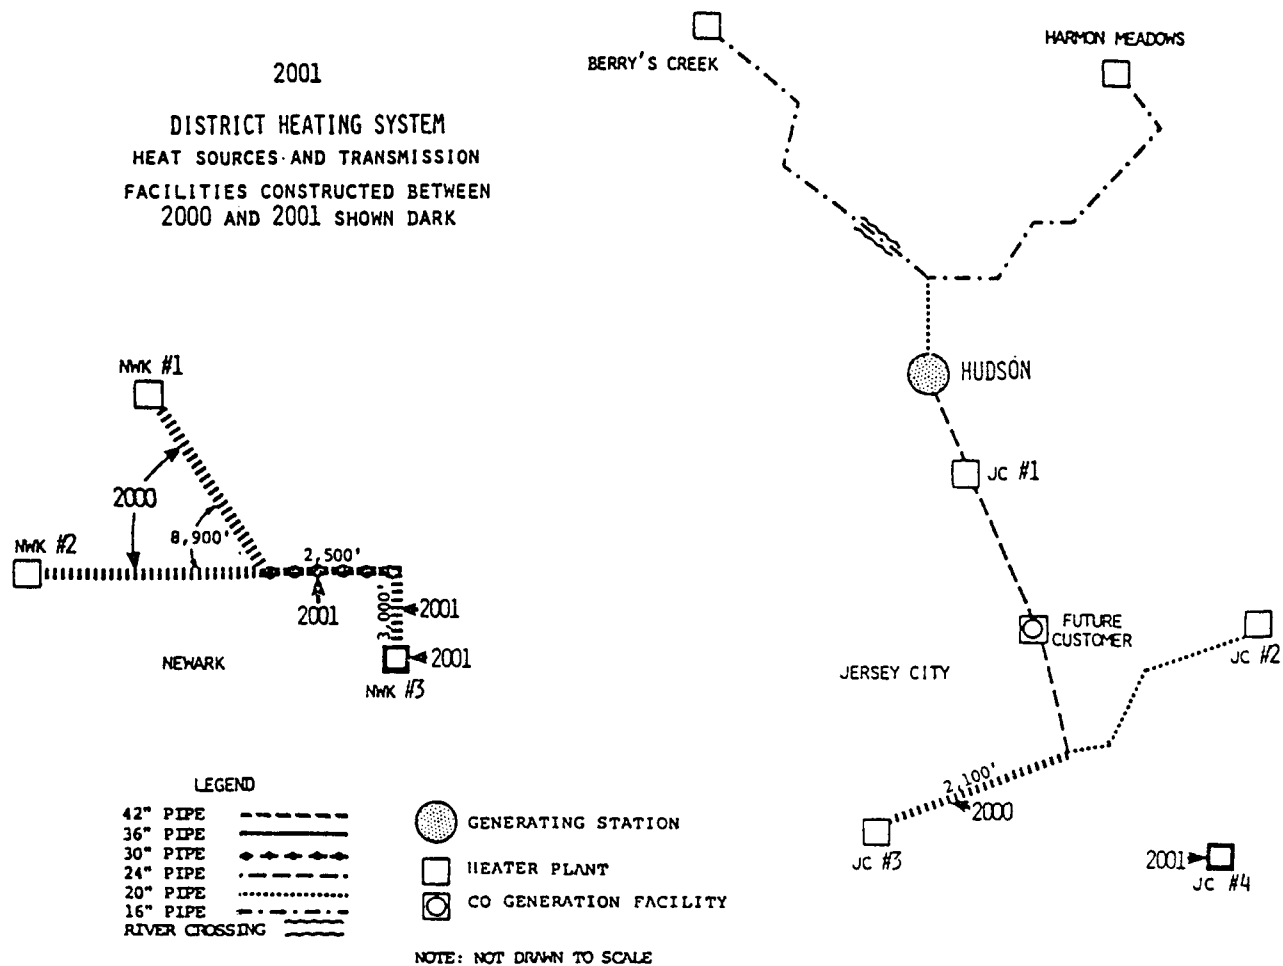 2001
DISTRICT HEATING SYSTEM
HEAT SOURCES AND TRANSMISSION
FACILITIES CONSTRUCTED BETWEEN
2000 AND 2001 SHOWN DARK
BERRY'S CREEK
HARMON MEADOWS
HUDSON
JC #1
FUTURE
CUSTOMER
JC #2
JERSEY CITY
2,100'
2000
JC #3
2001
JC #4
NWK #1
2000
8,900'
NWK #2
2,500'
2001
3,000'
2001
2001
NWK #3
NEWARK
LEGEND
42" PIPE
36" PIPE
30" PIPE
24" PIPE
20" PIPE
16" PIPE
RIVER CROSSING
GENERATING STATION
HEATER PLANT
CO GENERATION FACILITY
NOTE: NOT DRAWN TO SCALE